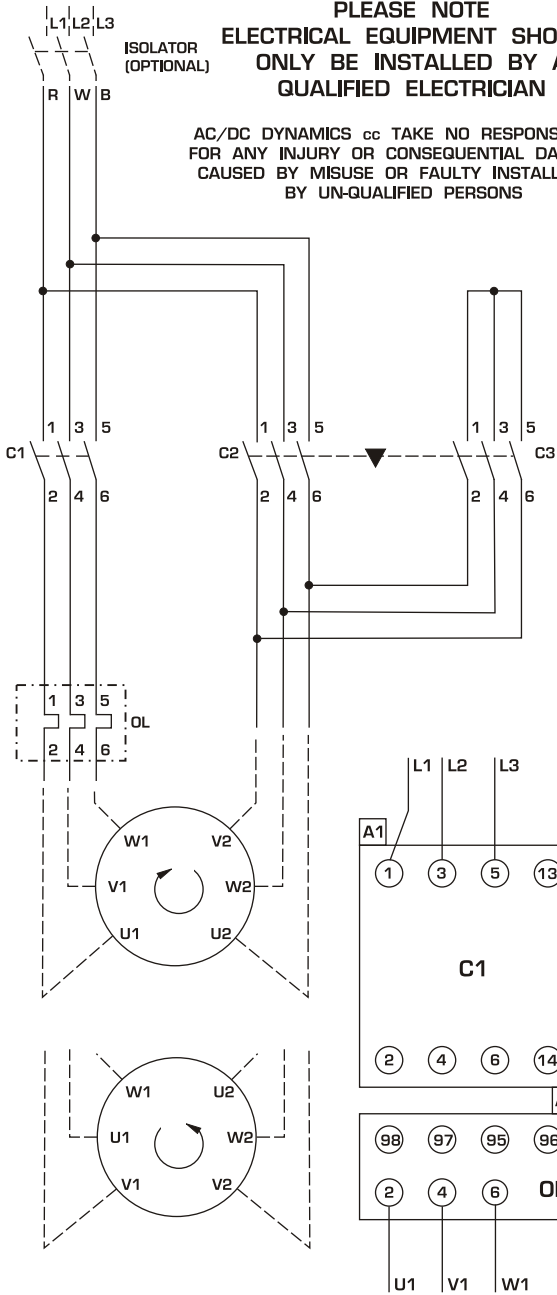 L1 L2 L3
ISOLATOR
(OPTIONAL)
R W B
PLEASE NOTE
ELECTRICAL EQUIPMENT
ONLY BE INSTALLED BY
QUALIFIED ELECTRICIAN
AC/DC DYNAMICS cc TAKE NO
FOR ANY INJURY OR CONSEQUENTIAL
CAUSED BY MISUSE OR FAULTY
BY UN-QUALIFIED PERSONS
1 3 5
C1
2 4 6
1 3 5
C2
2 4 6
1 3 5
C3
2 4 6
1 3 5
OL
2 4 6
W1 V2
V1 W2
U1 U2
W1 U2
U1 W2
V1 V2
L1 L2 L3
A1
1 3 5 13
C1
2 4 6 14
98 97 95 96
2 4 6
U1 V1 W1